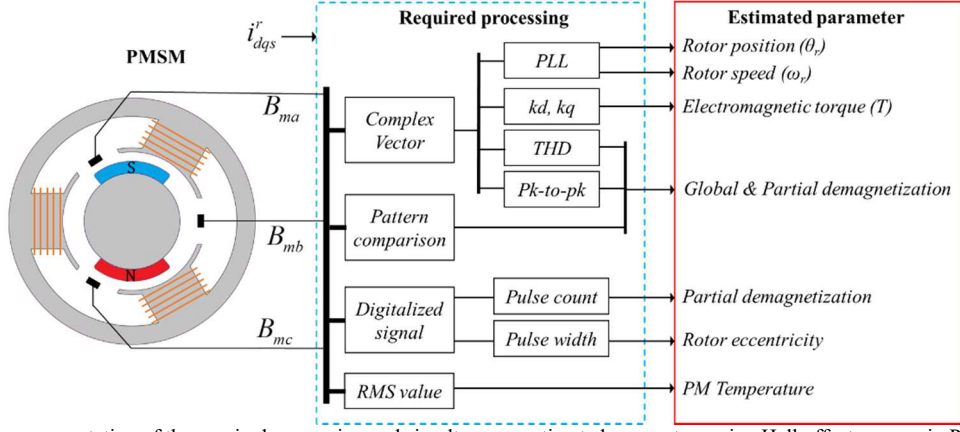 Required processing
Estimated parameter
PMSM
i^r_dqs
B_ma
B_mb
B_mc
S
N
Complex
Vector
Pattern
comparison
Digitalized
signal
RMS value
PLL
kd, kq
THD
Pk-to-pk
Pulse count
Pulse width
Rotor position (θ_r)
Rotor speed (ω_r)
Electromagnetic torque (T)
Global & Partial demagnetization
Partial demagnetization
Rotor eccentricity
PM Temperature